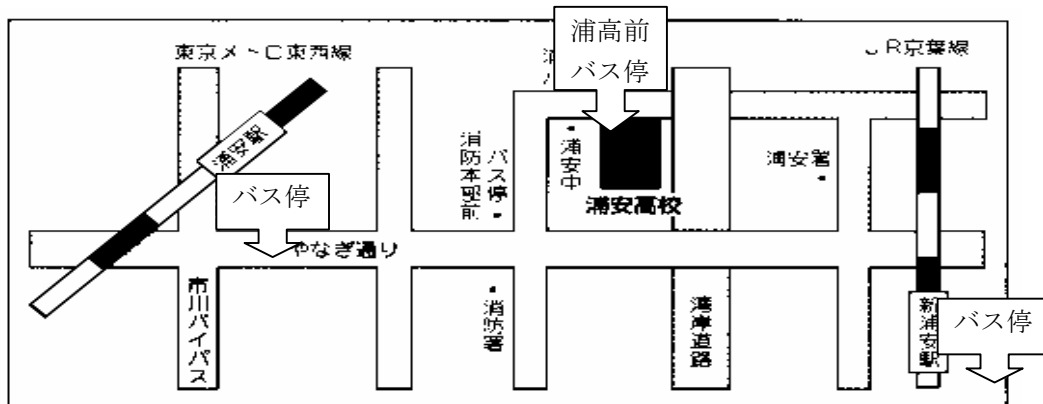 東京メトロ東西線
浦高前
バス停
JR京葉線
浦安駅
バス停
消防本部前
バス停
浦安中
浦安高校
浦安署
やなぎ通り
市川バイパス
消防署
湾岸道路
新浦安駅
バス停